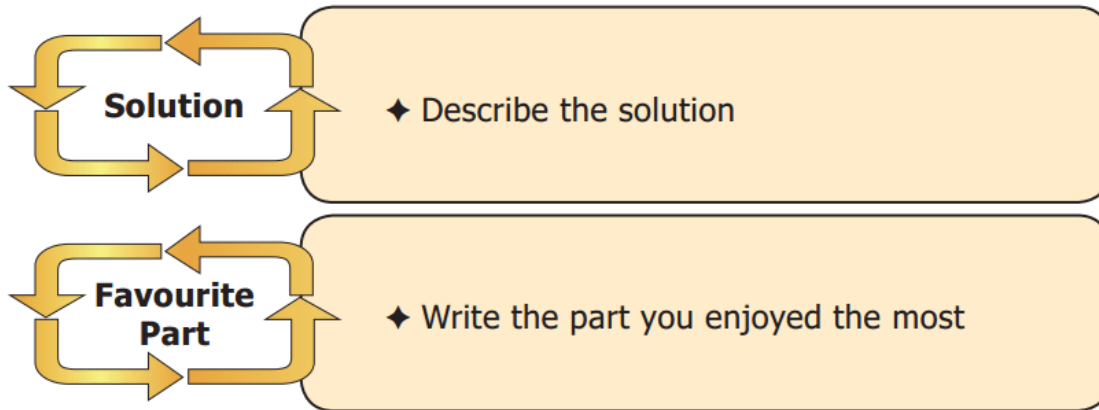 Solution
✦ Describe the solution
Favourite
Part
✦ Write the part you enjoyed the most